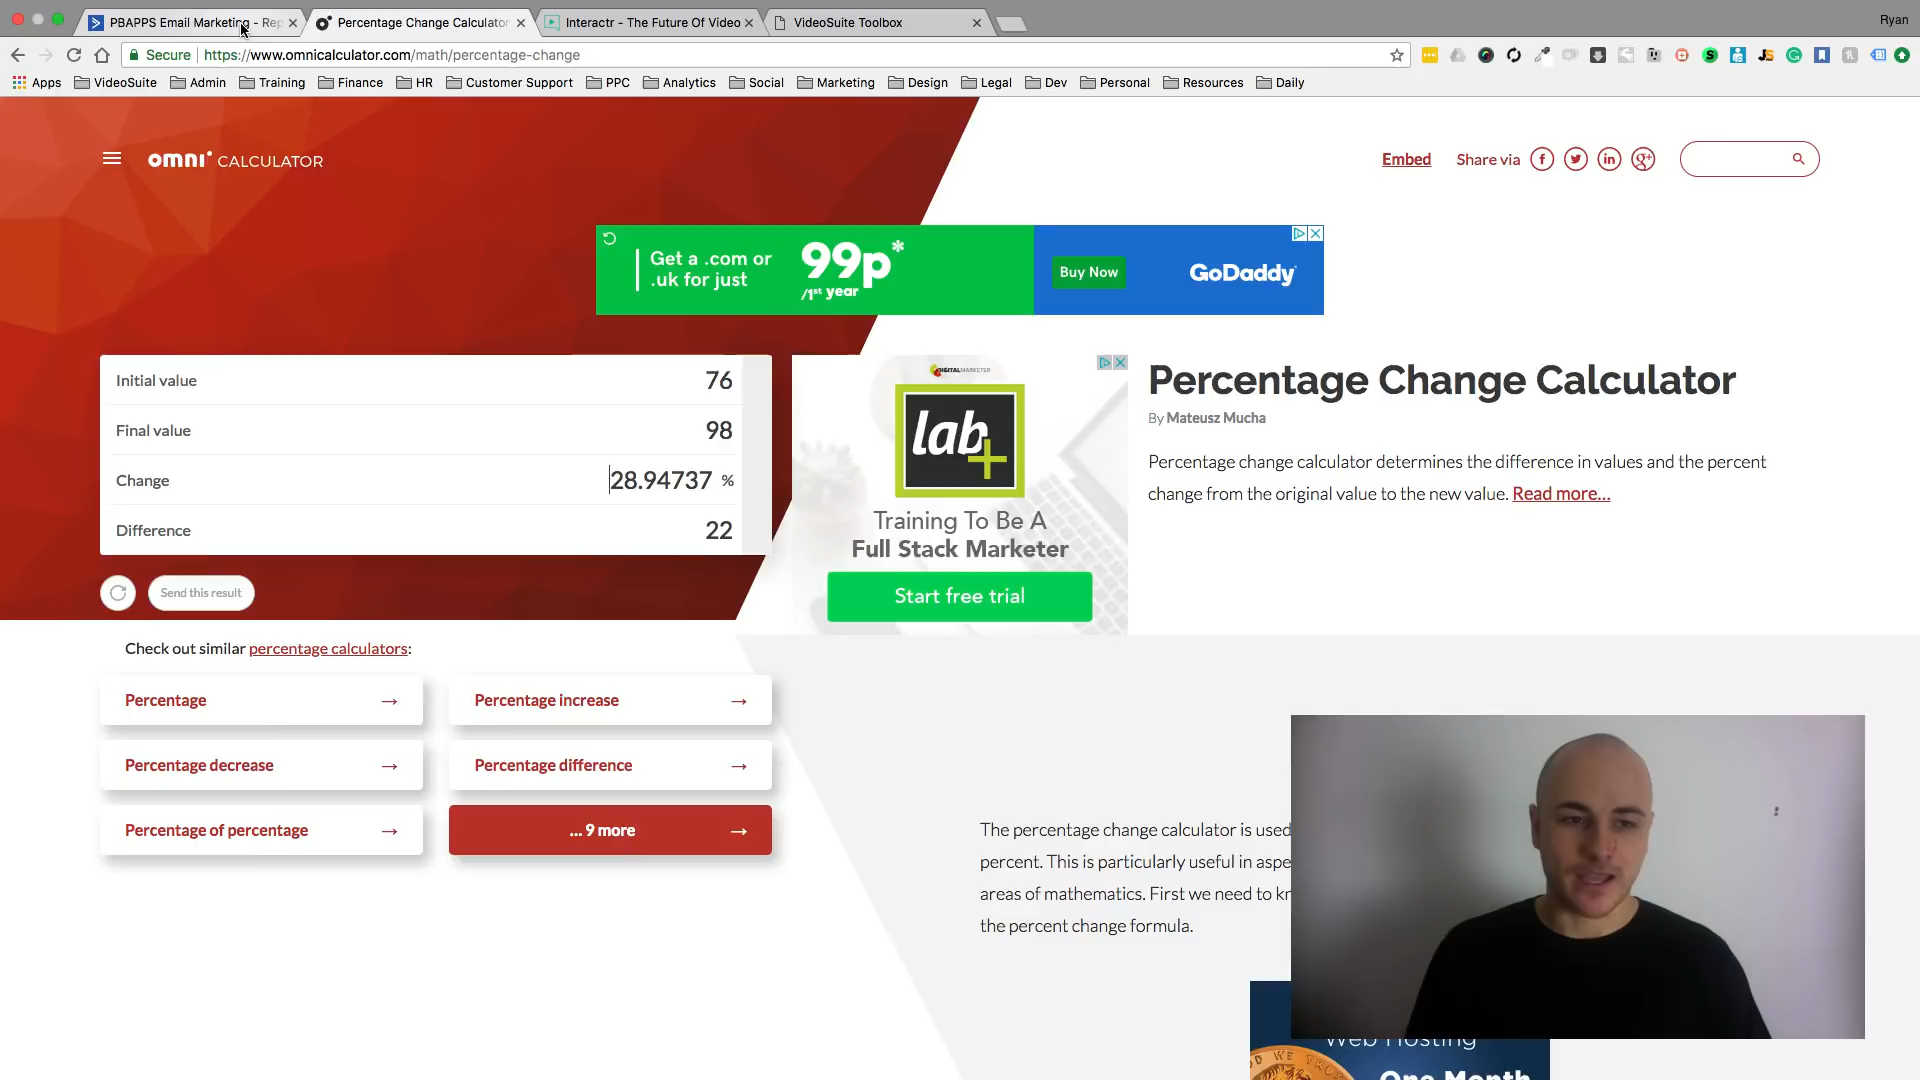 PBAPPS Email Marketing - Rep
Percentage Change Calculator
Interactr - The Future Of Video
VideoSuite Toolbox
Ryan
Secure
https://www.omnicalculator.com/math/percentage-change
Apps
VideoSuite
Admin
Training
Finance
HR
Customer Support
PPC
Analytics
Social
Marketing
Design
Legal
Dev
Personal
Resources
Daily
omni CALCULATOR
Embed
Share via
Get a .com or
.uk for just
99p*
/1st year
Buy Now
GoDaddy
Initial value 76
Final value 98
Change 28.94737 %
Difference 22
Send this result
DIGITALMARKETER
lab+
Training To Be A
Full Stack Marketer
Start free trial
Percentage Change Calculator
By Mateusz Mucha
Percentage change calculator determines the difference in values and the percent
change from the original value to the new value. Read more...
Check out similar percentage calculators:
Percentage →
Percentage increase →
Percentage decrease →
Percentage difference →
Percentage of percentage →
... 9 more →
The percentage change calculator is used
percent. This is particularly useful in aspe
areas of mathematics. First we need to kn
the percent change formula.
Web Hosting
One Month